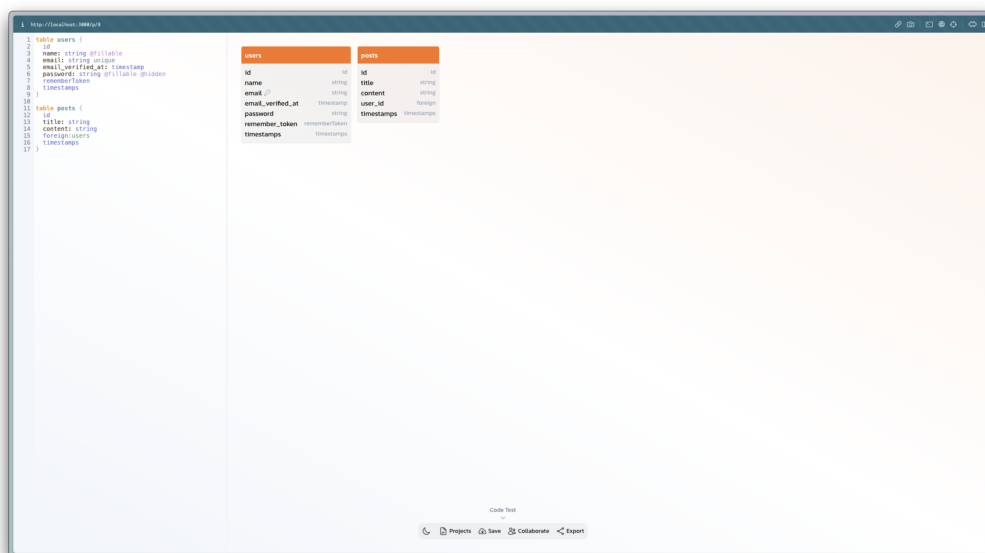 http://localhost:3000/p/8
1 table users {
2 id
3 name: string @fillable
4 email: string unique
5 email_verified_at: timestamp
6 password: string @fillable @hidden
7 rememberToken
8 timestamps
9 }
10
11 table posts {
12 id
13 title: string
14 content: string
15 foreign:users
16 timestamps
17 }
users
id id
name string
email string
email_verified_at timestamp
password string
remember_token rememberToken
timestamps timestamps
posts
id id
title string
content string
user_id foreign
timestamps timestamps
Code Test
Projects Save Collaborate Export